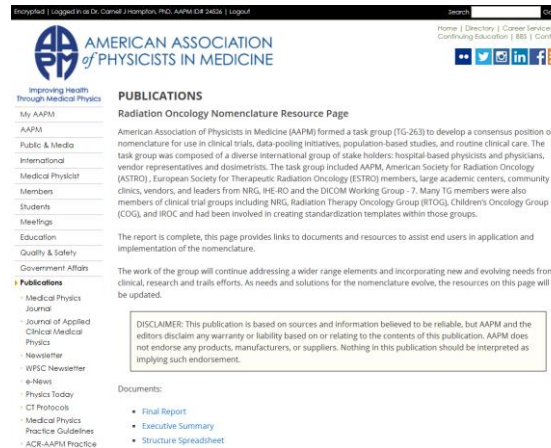 Encrypted | Logged in as Dr. Carnell J Hampton, PhD, AAPM ID# 24826 | Logout
Search
AMERICAN ASSOCIATION
of PHYSICISTS IN MEDICINE
Home | Directory | Career Services
Continuing Education | BBS |
Improving Health
Through Medical Physics
My AAPM
AAPM
Public & Media
International
Medical Physicist
Members
Students
Meetings
Education
Quality & Safety
Government Affairs
Publications
Medical Physics
Journal
Journal of Applied
Clinical Medical
Physics
Newsletter
WPSC Newsletter
e-News
Physics Today
CT Protocols
Medical Physics
Practice Guidelines
ACR-AAPM Practice
PUBLICATIONS
Radiation Oncology Nomenclature Resource Page
American Association of Physicists in Medicine (AAPM) formed a task group (TG-263) to develop a consensus position o
nomenclature for use in clinical trials, data-pooling initiatives, population-based studies, and routine clinical care. The
task group was composed of a diverse international group of stake holders: hospital-based physicists and physicians,
vendor representatives and dosimetrists. The task group included AAPM, American Society for Radiation Oncology
(ASTRO) , European Society for Therapeutic Radiation Oncology (ESTRO) members, large academic centers, community
clinics, vendors, and leaders from NRG, IHE-RO and the DICOM Working Group - 7. Many TG members were also
members of clinical trial groups including NRG, Radiation Therapy Oncology Group (RTOG), Children's Oncology Group
(COG), and IROC and had been involved in creating standardization templates within those groups.
The report is complete, this page provides links to documents and resources to assist end users in application and
implementation of the nomenclature.
The work of the group will continue addressing a wider range elements and incorporating new and evolving needs from
clinical, research and trails efforts. As needs and solutions for the nomenclature evolve, the resources on this page will
be updated.
DISCLAIMER: This publication is based on sources and information believed to be reliable, but AAPM and the
editors disclaim any warranty or liability based on or relating to the contents of this publication. AAPM does
not endorse any products, manufacturers, or suppliers. Nothing in this publication should be interpreted as
implying such endorsement.
Documents:
Final Report
Executive Summary
Structure Spreadsheet